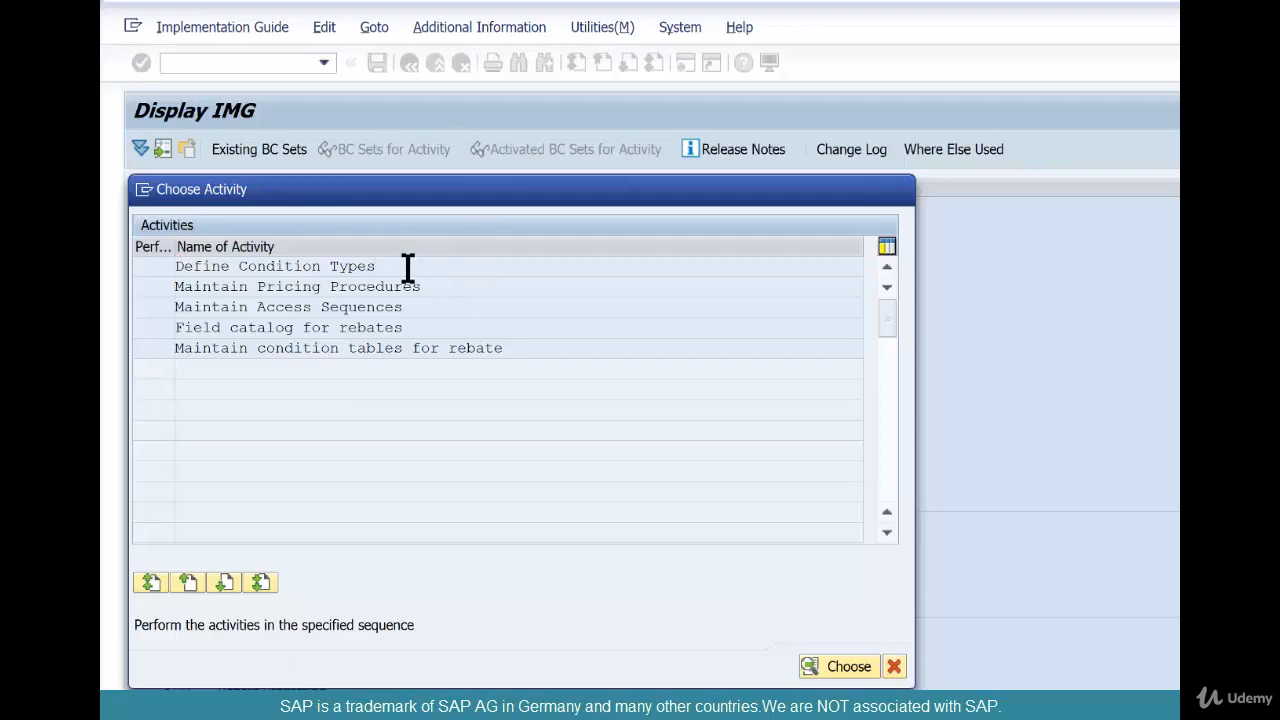 Implementation Guide Edit Goto Additional Information Utilities(M) System Help
Display IMG
Existing BC Sets BC Sets for Activity Activated BC Sets for Activity Release Notes Change Log Where Else Used
Choose Activity
Activities
Perf... Name of Activity
Define Condition Types
Maintain Pricing Procedures
Maintain Access Sequences
Field catalog for rebates
Maintain condition tables for rebate
Perform the activities in the specified sequence
Choose
SAP is a trademark of SAP AG in Germany and many other countries.We are NOT associated with SAP.
Udemy